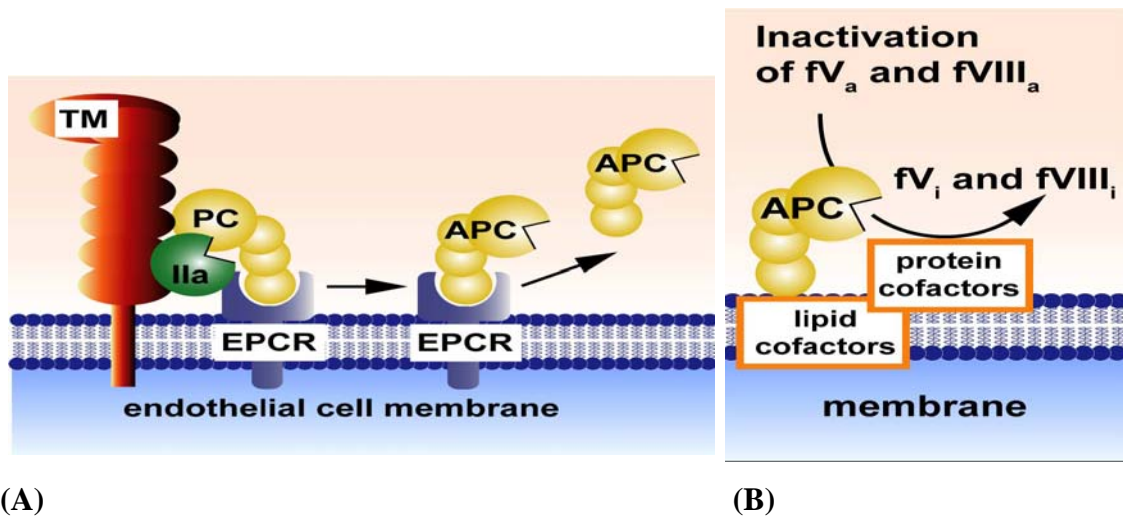 TM
PC
IIa
EPCR
APC
EPCR
APC
endothelial cell membrane
(A)
Inactivation
of fVa and fVIIIa
APC
fVi and fVIIIi
protein
cofactors
lipid
cofactors
membrane
(B)